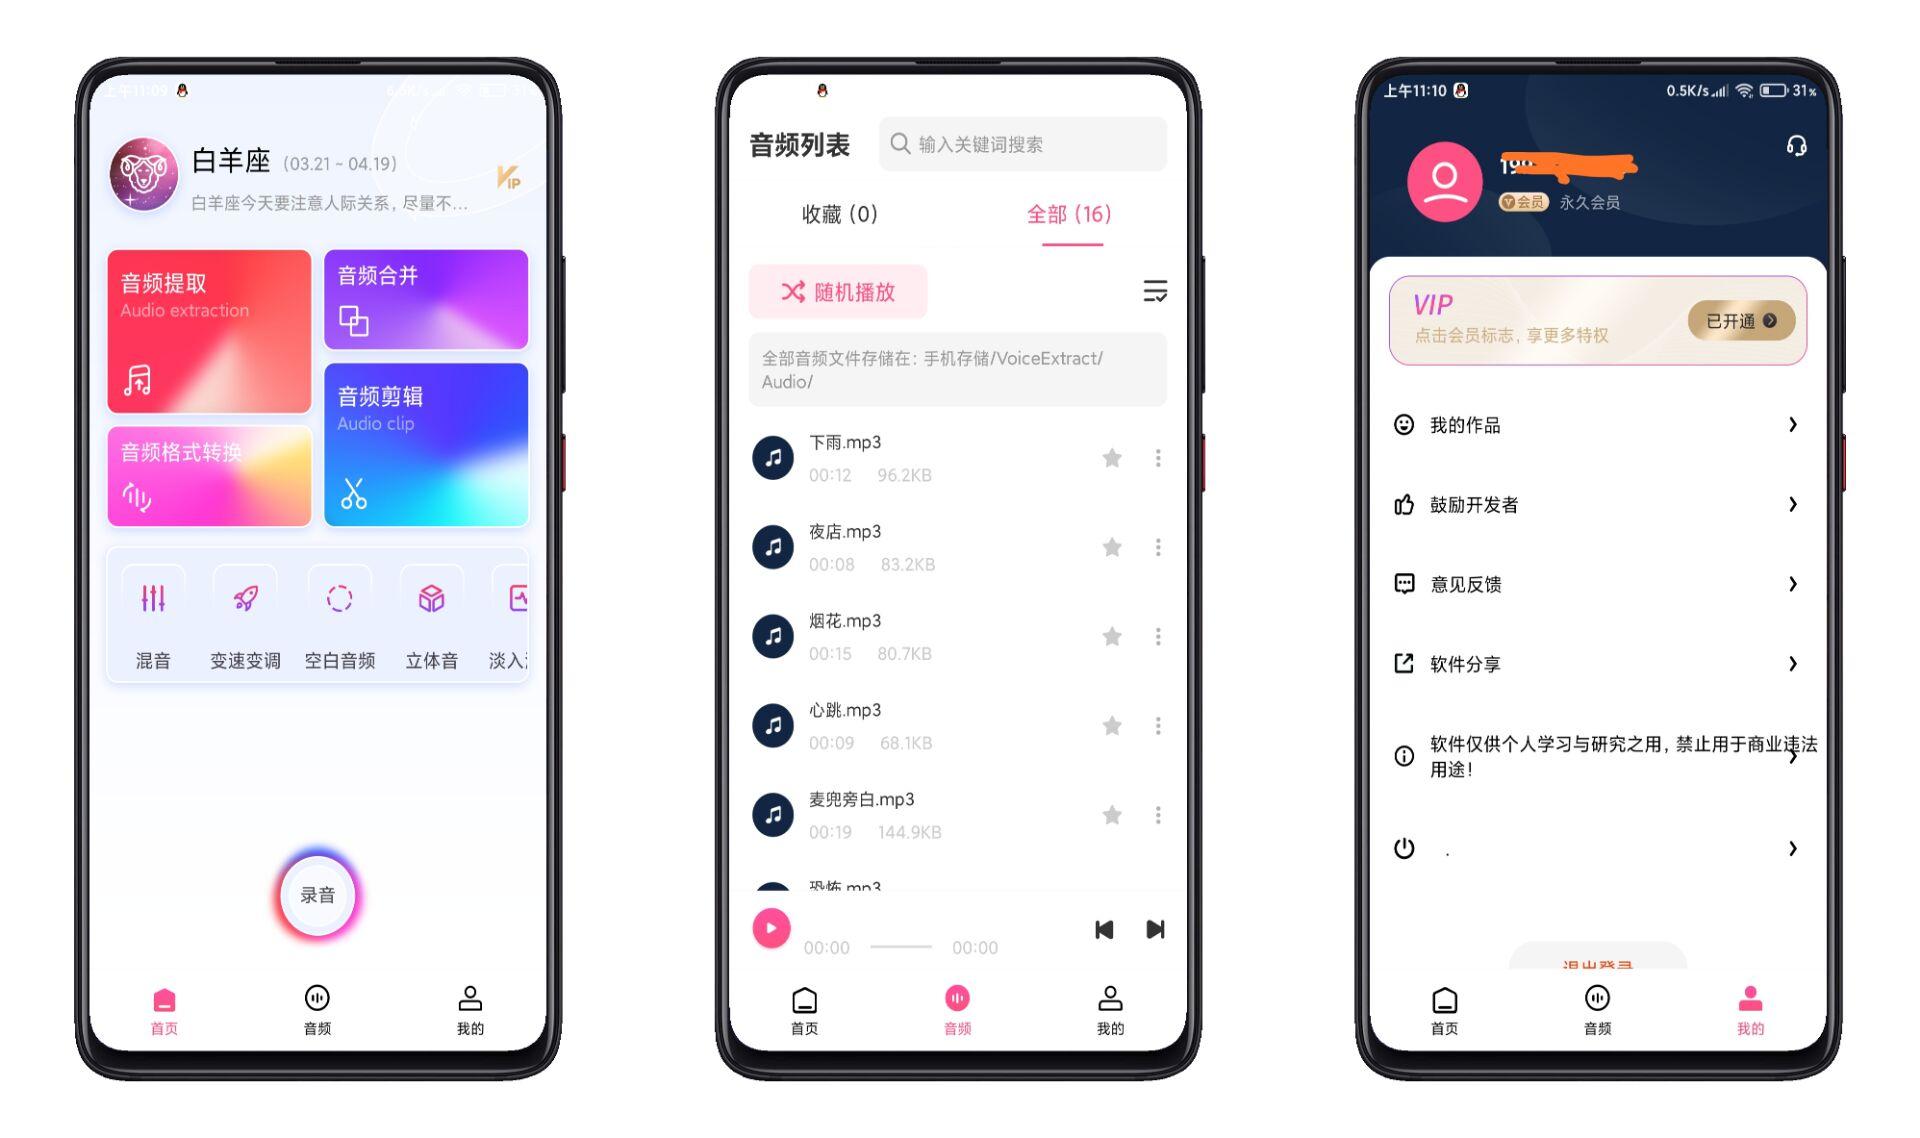 上午11:09
白羊座 (03.21 ~ 04.19)
VIP
白羊座今天要注意人际关系，尽量不...
音频提取
Audio extraction
音频合并
音频剪辑
Audio clip
音频格式转换
混音
变速变调
空白音频
立体音
淡入
录音
首页
音频
我的
音频列表
输入关键词搜索
收藏 (0)
全部 (16)
随机播放
全部音频文件存储在：手机存储/VoiceExtract/
Audio/
下雨.mp3
00:12 96.2KB
夜店.mp3
00:08 83.2KB
烟花.mp3
00:15 80.7KB
心跳.mp3
00:09 68.1KB
麦兜旁白.mp3
00:19 144.9KB
恐怖.mp3
00:00 00:00
首页
音频
我的
上午11:10
0.5K/s 31%
199
V会员 永久会员
VIP
点击会员标志，享更多特权
已开通
我的作品
鼓励开发者
意见反馈
软件分享
软件仅供个人学习与研究之用，禁止用于商业违法
用途！
.
退出登录
首页
音频
我的